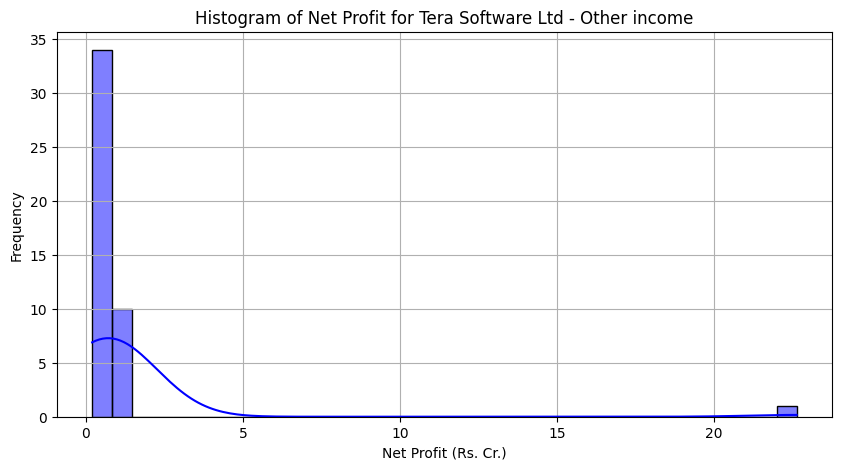 Histogram of Net Profit for Tera Software Ltd - Other income
35
30
25
20
15
10
5
0
Frequency
0 5 10 15 20
Net Profit (Rs. Cr.)